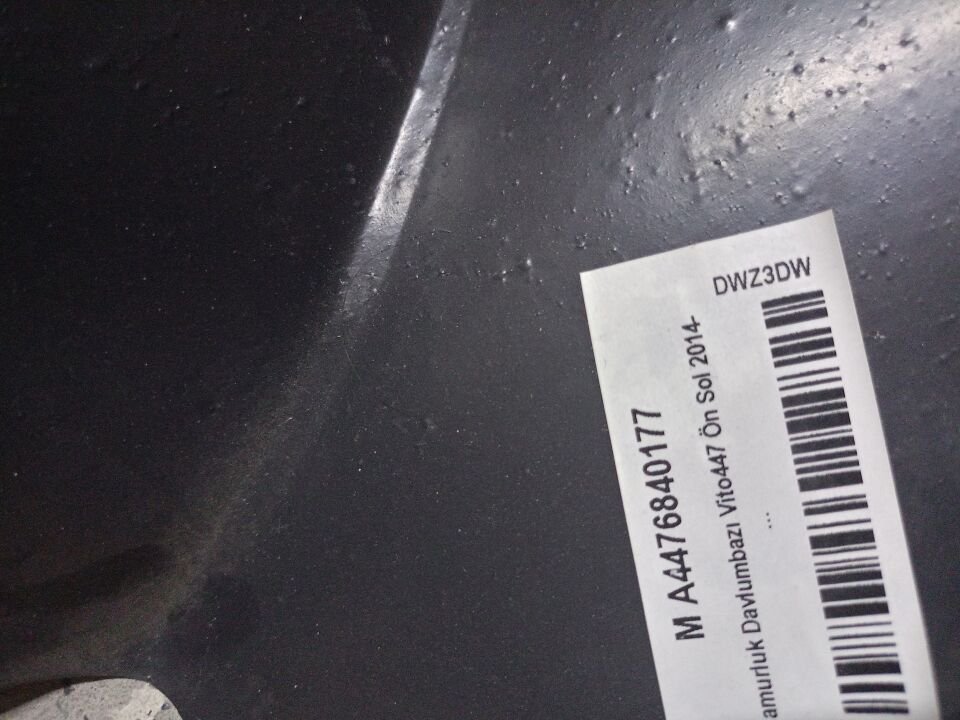 M A4476840177
amurluk Davlumbazı Vito447 Ön Sol 2014-
...
DWZ3DW